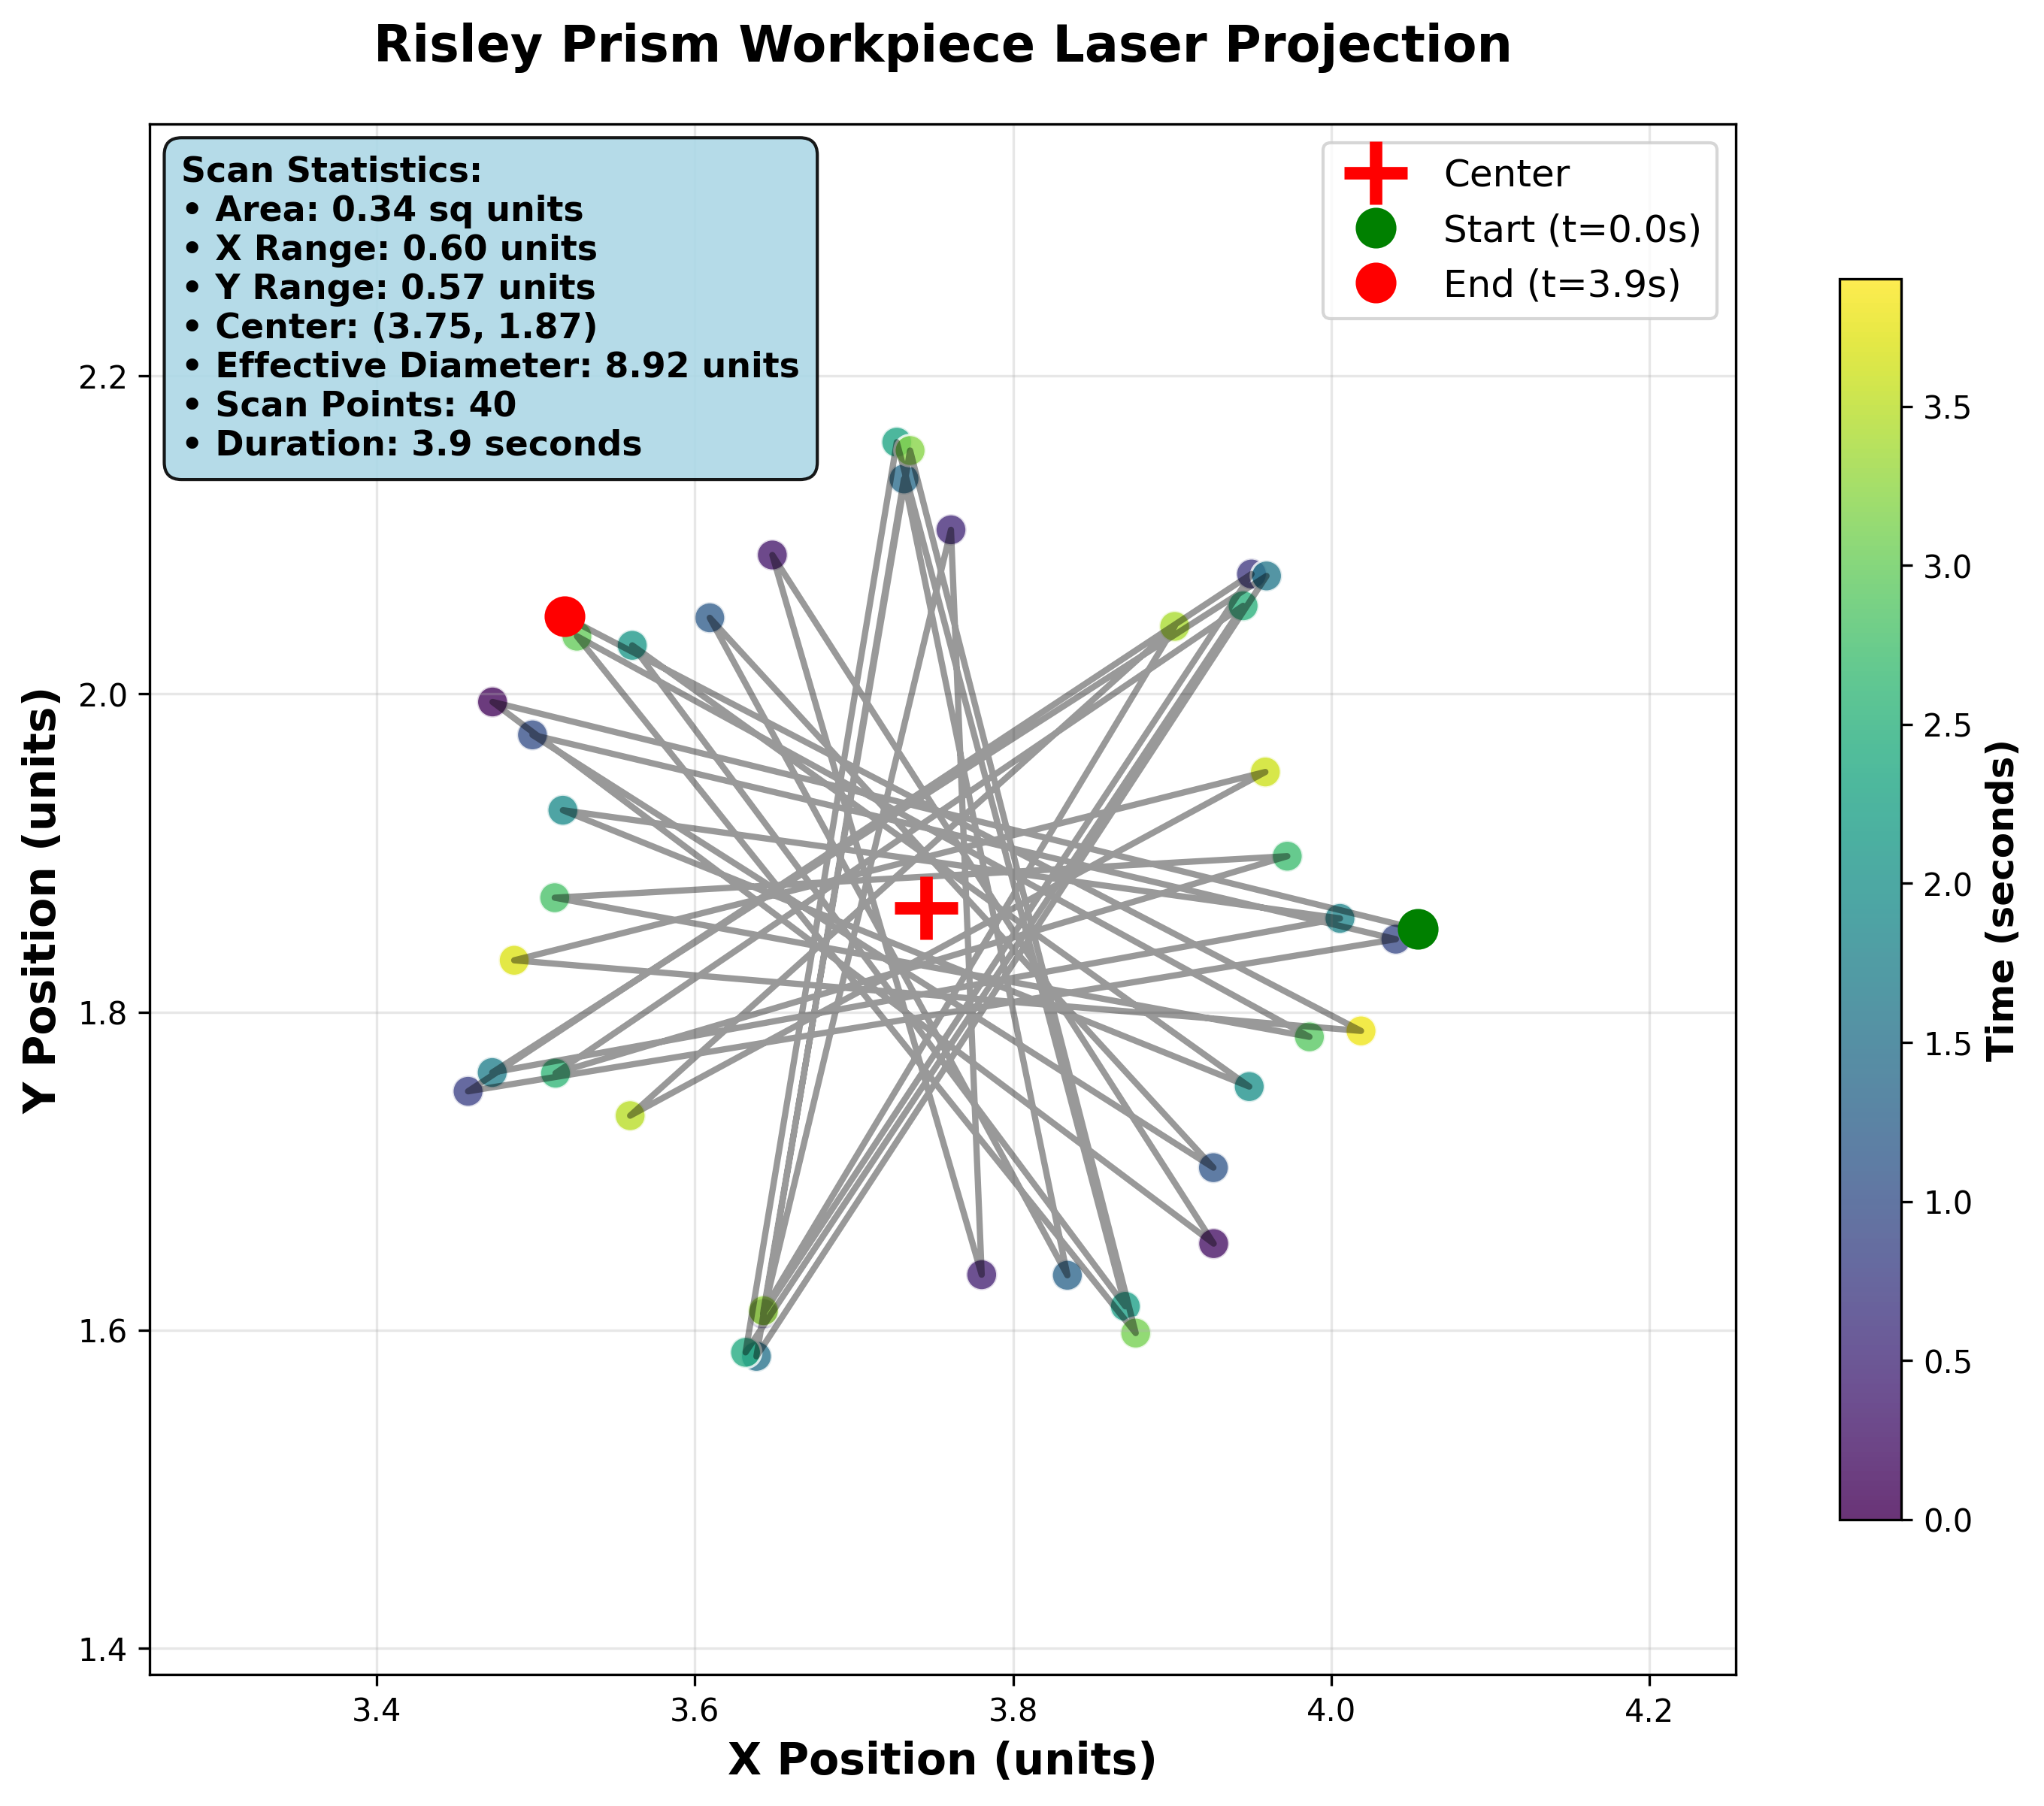 Risley Prism Workpiece Laser Projection
Scan Statistics:
• Area: 0.34 sq units
• X Range: 0.60 units
• Y Range: 0.57 units
• Center: (3.75, 1.87)
• Effective Diameter: 8.92 units
• Scan Points: 40
• Duration: 3.9 seconds
Center
Start (t=0.0s)
End (t=3.9s)
Y Position (units)
2.2
2.0
1.8
1.6
1.4
3.4
3.6
3.8
4.0
4.2
X Position (units)
3.5
3.0
2.5
2.0
1.5
1.0
0.5
0.0
Time (seconds)